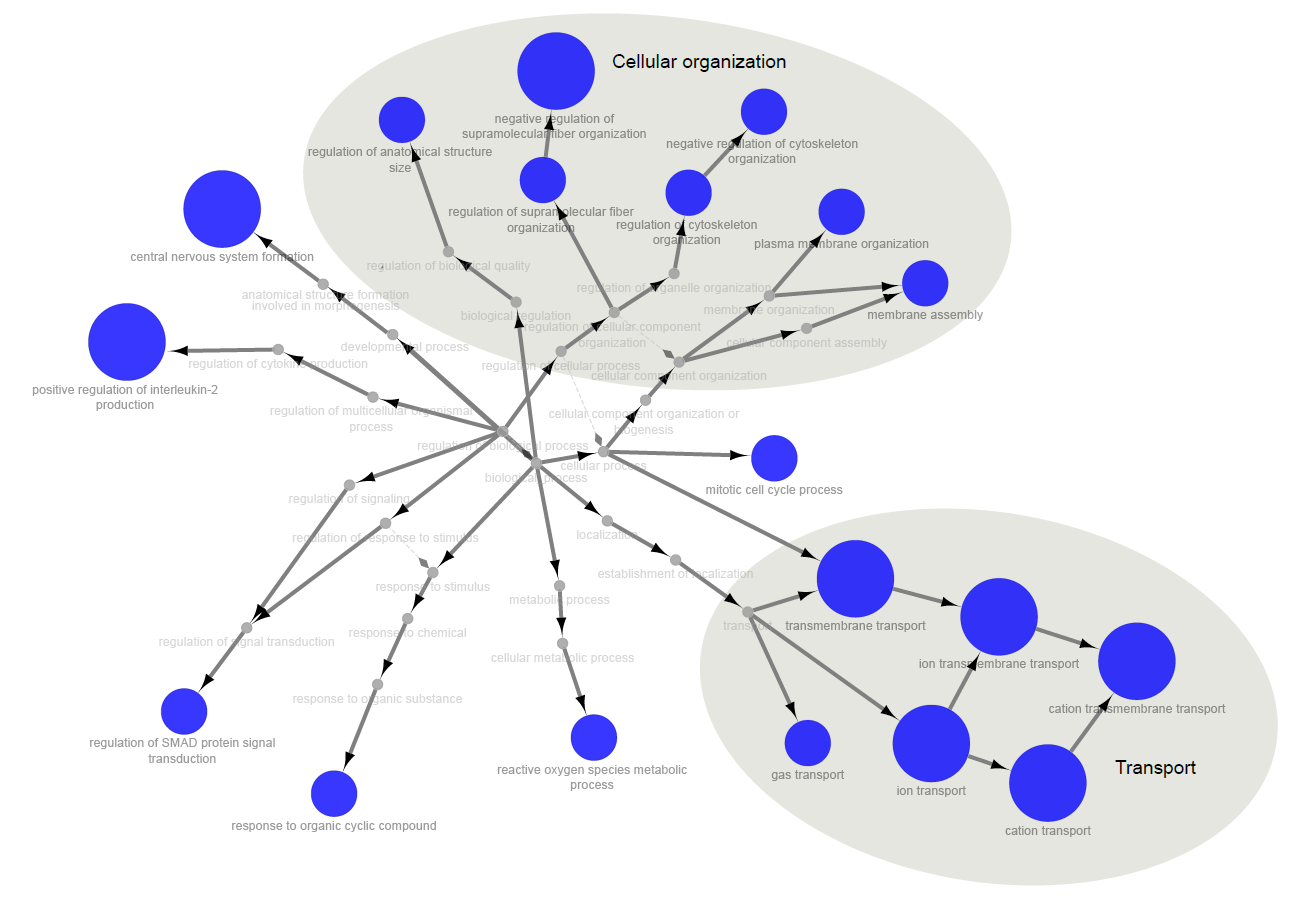 Cellular organization
negative regulation of
supramolecular fiber organization
negative regulation of cytoskeleton
organization
regulation of anatomical structure
size
regulation of supramolecular fiber
organization
regulation of cytoskeleton
organization
plasma membrane organization
central nervous system formation
regulation of biological quality
regulation of organelle organization
anatomical structure formation
involved in morphogenesis
biological regulation
membrane organization
membrane assembly
regulation of cellular component
organization
developmental process
cellular component assembly
regulation of cytokine production
regulation of cellular process
cellular component organization
positive regulation of interleukin-2
production
regulation of multicellular organismal
process
cellular component organization or
biogenesis
regulation of biological process
cellular process
biological process
mitotic cell cycle process
regulation of signaling
regulation of response to stimulus
localization
establishment of localization
response to stimulus
metabolic process
transport
transmembrane transport
response to chemical
regulation of signal transduction
cellular metabolic process
ion transmembrane transport
response to organic substance
cation transmembrane transport
regulation of SMAD protein signal
transduction
reactive oxygen species metabolic
process
gas transport
Transport
ion transport
response to organic cyclic compound
cation transport